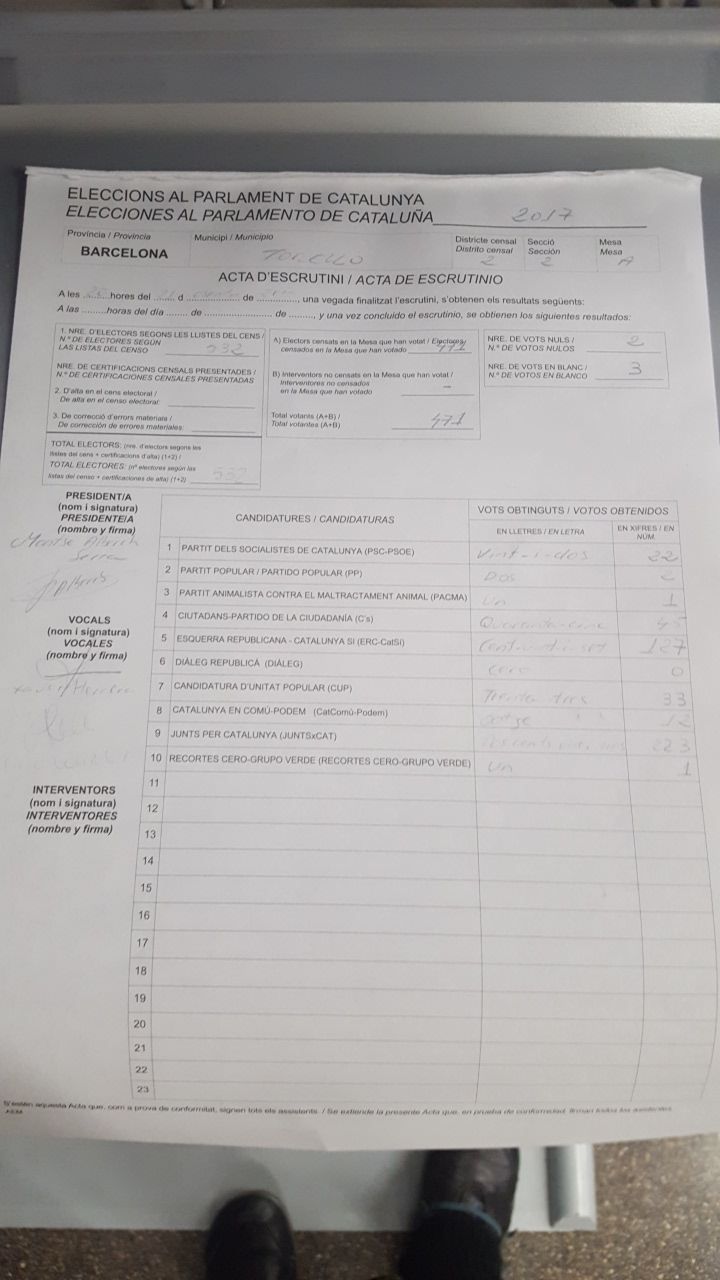 ELECCIONS AL PARLAMENT DE CATALUNYA
ELECCIONES AL PARLAMENTO DE CATALUÑA 2017
Província / Provincia Municipi / Municipio Districte censal Secció Mesa
Distrito censal Sección Mesa
BARCELONA TORELLO 2 2 A
ACTA D'ESCRUTINI / ACTA DE ESCRUTINIO
A les hores del d de , una vegada finalitzat l'escrutini, s'obtenen els resultats següents:
A las ........hores del día ....... de ........................ de ........, y una vez concluido el escrutinio, se obtienen los siguientes resultados:
1. NRE. D'ELECTORS SEGONS LES LLISTES DEL CENS /
N.º DE ELECTORES SEGÚN
LAS LISTAS DEL CENSO 532
NRE. DE CERTIFICACIONS CENSALS PRESENTADES /
N.º DE CERTIFICACIONES CENSALES PRESENTADAS
2. D'alta en el cens electoral /
De alta en el censo electoral:
3. De correcció d'errors materials /
De corrección de errores materiales:
TOTAL ELECTORS: (nre. d'electors segons les
llistes del cens + certificacions d'alta) (1+2) /
TOTAL ELECTORES: (nº electores según las
listas del censo + certificaciones de alta) (1+2) 532
A) Electors censats en la Mesa que han votat / Electores
censados en la Mesa que han votado 471
B) Interventors no censats en la Mesa que han votat /
Interventores no censados
en la Mesa que han votado –
Total votants (A+B) /
Total votantes (A+B) 471
NRE. DE VOTS NULS /
N.º DE VOTOS NULOS 2
NRE. DE VOTS EN BLANC /
N.º DE VOTOS EN BLANCO 3
PRESIDENT/A
(nom i signatura)
PRESIDENTE/A
(nombre y firma)
Montse
Serra
VOCALS
(nom i signatura)
VOCALES
(nombre y firma)
INTERVENTORS
(nom i signatura)
INTERVENTORES
(nombre y firma)
CANDIDATURES / CANDIDATURAS VOTS OBTINGUTS / VOTOS OBTENIDOS
EN LLETRES / EN LETRA EN XIFRES / EN NÚM.
1 PARTIT DELS SOCIALISTES DE CATALUNYA (PSC-PSOE) Vint-i-dos 22
2 PARTIT POPULAR / PARTIDO POPULAR (PP) Dos 2
3 PARTIT ANIMALISTA CONTRA EL MALTRACTAMENT ANIMAL (PACMA) Un 1
4 CIUTADANS-PARTIDO DE LA CIUDADANÍA (C's) 45
5 ESQUERRA REPUBLICANA - CATALUNYA SÍ (ERC-CatSí) 127
6 DIÀLEG REPUBLICÀ (DIÀLEG) cero 0
7 CANDIDATURA D'UNITAT POPULAR (CUP) Trenta tres 33
8 CATALUNYA EN COMÚ-PODEM (CatComú-Podem) 12
9 JUNTS PER CATALUNYA (JUNTSxCAT) 223
10 RECORTES CERO-GRUPO VERDE (RECORTES CERO-GRUPO VERDE) Un 1
11
12
13
14
15
16
17
18
19
20
21
22
23
S'estén aquesta Acta que, com a prova de conformitat, signen tots els assistents. / Se extiende la presente Acta que, en prueba de conformidad, firman todos los asistentes.